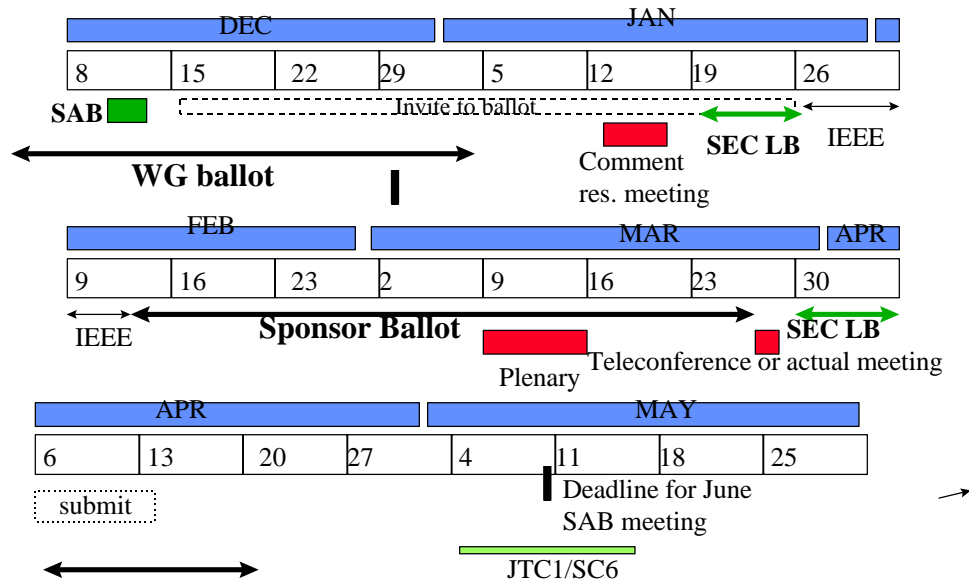 DEC JAN
8 15 22 29 5 12 19 26
SAB Invite to ballot SEC LB IEEE
WG ballot Comment
res. meeting
FEB MAR APR
9 16 23 2 9 16 23 30
IEEE Sponsor Ballot SEC LB
Plenary Teleconference or actual meeting
APR MAY
6 13 20 27 4 11 18 25
submit Deadline for June
SAB meeting
JTC1/SC6